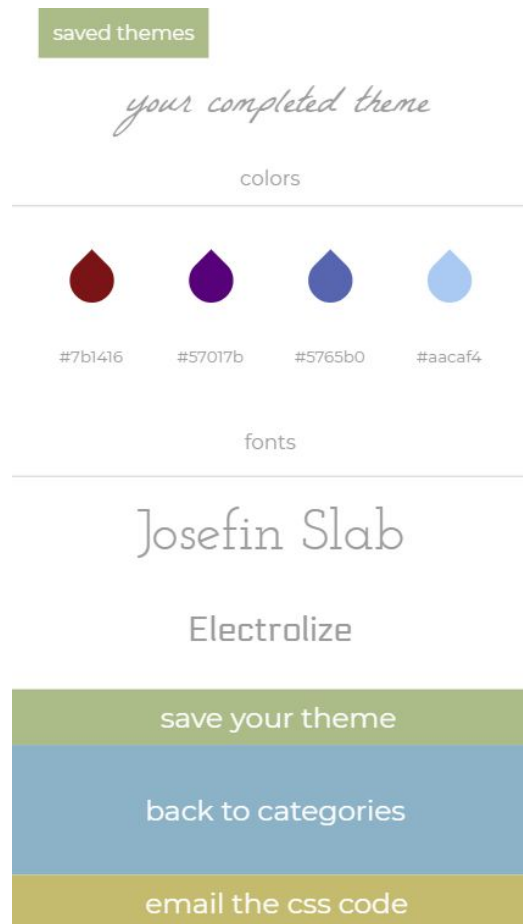 saved themes
your completed theme
colors
#7b1416 #57017b #5765b0 #aacaf4
fonts
Josefin Slab
Electrolize
save your theme
back to categories
email the css code